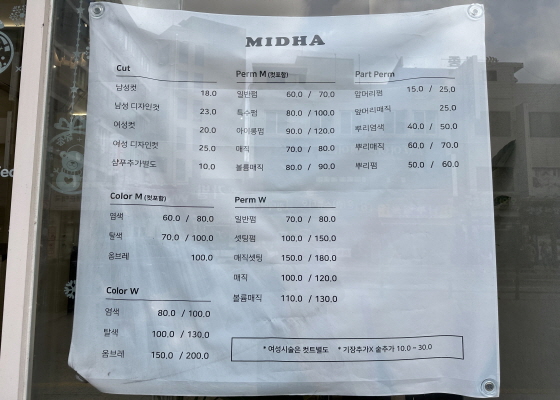 MIDHA
Cut
남성컷 18.0
남성 디자인컷 23.0
여성컷 20.0
여성 디자인컷 25.0
샴푸추가별도 10.0
Perm M (컷포함)
일반펌 60.0 / 70.0
특수펌 80.0 / 100.0
아이롱펌 90.0 / 120.0
매직 70.0 / 80.0
볼륨매직 80.0 / 90.0
Part Perm
앞머리펌 15.0 / 25.0
앞머리매직 25.0
뿌리염색 40.0 / 50.0
뿌리매직 60.0 / 70.0
뿌리펌 50.0 / 60.0
Color M (컷포함)
염색 60.0 / 80.0
탈색 70.0 / 100.0
옴브레 100.0
Perm W
일반펌 70.0 / 80.0
셋팅펌 100.0 / 150.0
매직셋팅 150.0 / 180.0
매직 100.0 / 120.0
볼륨매직 110.0 / 130.0
Color W
염색 80.0 / 100.0
탈색 100.0 / 130.0
옴브레 150.0 / 200.0
* 여성시술은 컷트별도 * 기장추가X 숱추가 10.0 ~ 30.0